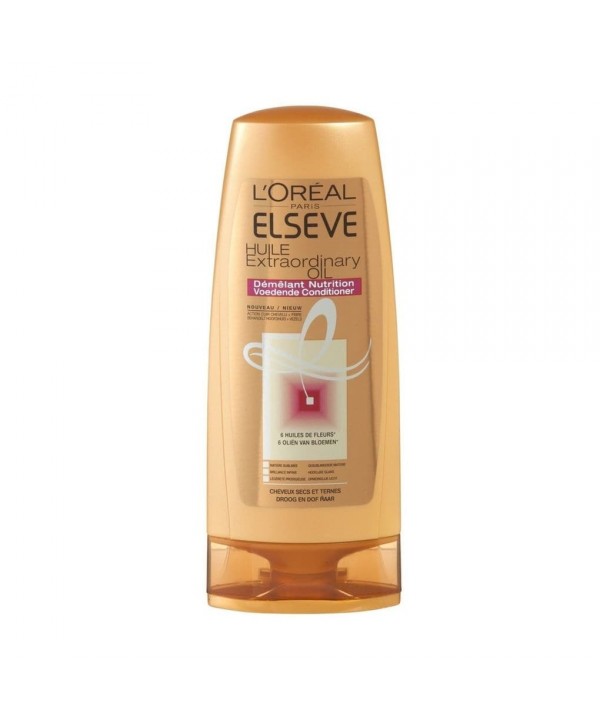 L'ORÉAL
PARIS
ELSEVE
HUILE
Extraordinary
OIL
Démêlant Nutrition
Voedende Conditioner
NOUVEAU / NIEUW
6 HUILES DE FLEURS*
6 OLIËN VAN BLOEMEN*
CHEVEUX SECS ET TERNES
DROOG EN DOF HAAR